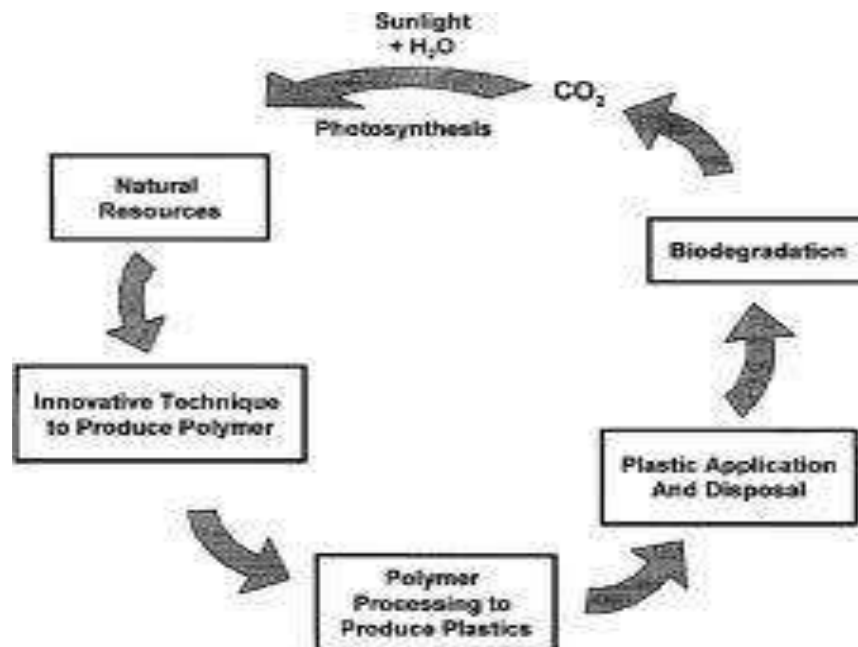 Sunlight
+ H₂O
CO₂
Photosynthesis
Natural
Resources
Biodegradation
Innovative Technique
to Produce Polymer
Plastic Application
And Disposal
Polymer
Processing to
Produce Plastics